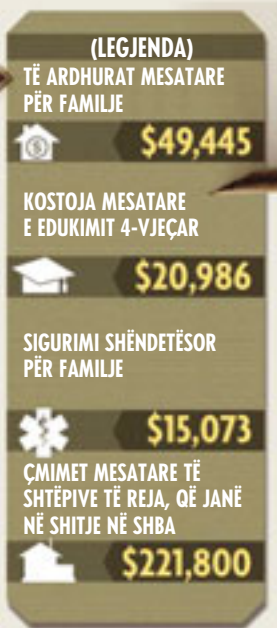 (LEGJENDA)
TË ARDHURAT MESATARE
PËR FAMILJE
$49,445
KOSTOJA MESATARE
E EDUKIMIT 4-VJEÇAR
$20,986
SIGURIMI SHËNDETËSOR
PËR FAMILJE
$15,073
ÇMIMET MESATARE TË
SHTËPIVE TË REJA, QË JANË
NË SHITJE NË SHBA
$221,800